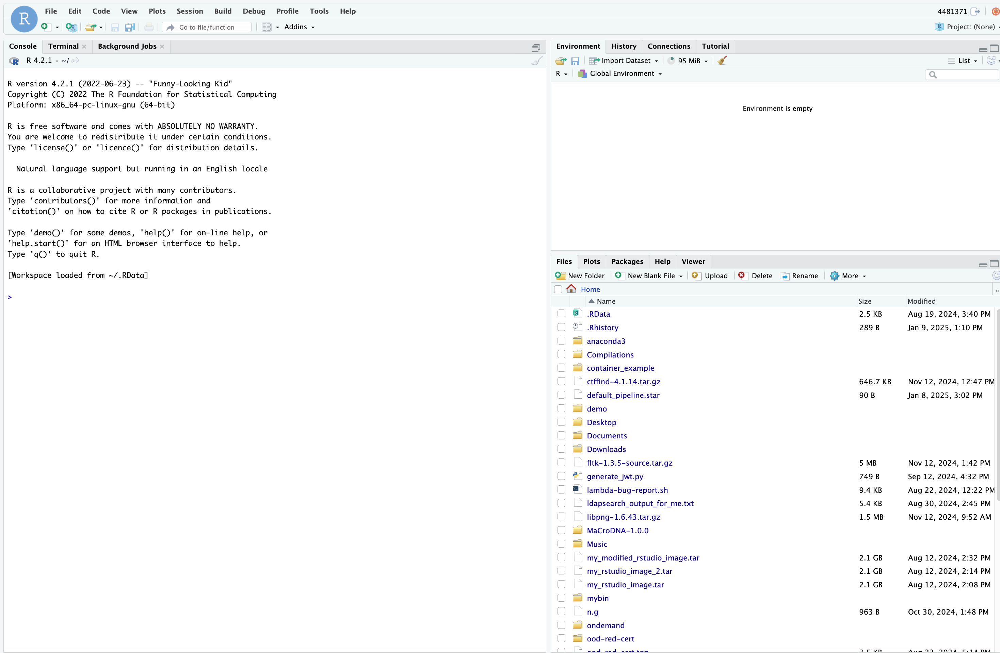 R
File Edit Code View Plots Session Build Debug Profile Tools Help
4481371
Go to file/function
Addins
Project: (None)
Console Terminal Background Jobs
R 4.2.1 · ~/
R version 4.2.1 (2022-06-23) -- "Funny-Looking Kid"
Copyright (C) 2022 The R Foundation for Statistical Computing
Platform: x86_64-pc-linux-gnu (64-bit)
R is free software and comes with ABSOLUTELY NO WARRANTY.
You are welcome to redistribute it under certain conditions.
Type 'license()' or 'licence()' for distribution details.
Natural language support but running in an English locale
R is a collaborative project with many contributors.
Type 'contributors()' for more information and
'citation()' on how to cite R or R packages in publications.
Type 'demo()' for some demos, 'help()' for on-line help, or
'help.start()' for an HTML browser interface to help.
Type 'q()' to quit R.
[Workspace loaded from ~/.RData]
>
Environment History Connections Tutorial
Import Dataset 95 MiB List
R Global Environment
Environment is empty
Files Plots Packages Help Viewer
New Folder New Blank File Upload Delete Rename More
Home
Name Size Modified
.RData 2.5 KB Aug 19, 2024, 3:40 PM
.Rhistory 289 B Jan 9, 2025, 1:10 PM
anaconda3
Compilations
container_example
ctffind-4.1.14.tar.gz 646.7 KB Nov 12, 2024, 12:47 PM
default_pipeline.star 90 B Jan 8, 2025, 3:02 PM
demo
Desktop
Documents
Downloads
fltk-1.3.5-source.tar.gz 5 MB Nov 12, 2024, 1:42 PM
generate_jwt.py 749 B Sep 12, 2024, 4:32 PM
lambda-bug-report.sh 9.4 KB Aug 22, 2024, 12:22 PM
ldapsearch_output_for_me.txt 5.4 KB Aug 30, 2024, 2:45 PM
libpng-1.6.43.tar.gz 1.5 MB Nov 12, 2024, 9:52 AM
MaCroDNA-1.0.0
Music
my_modified_rstudio_image.tar 2.1 GB Aug 12, 2024, 2:32 PM
my_rstudio_image_2.tar 2.1 GB Aug 12, 2024, 2:14 PM
my_rstudio_image.tar 2.1 GB Aug 12, 2024, 2:08 PM
mybin
n.g 963 B Oct 30, 2024, 1:48 PM
ondemand
ood-red-cert
ood-red-cert.tgz 3.5 KB Aug 22, 2024, 5:14 PM